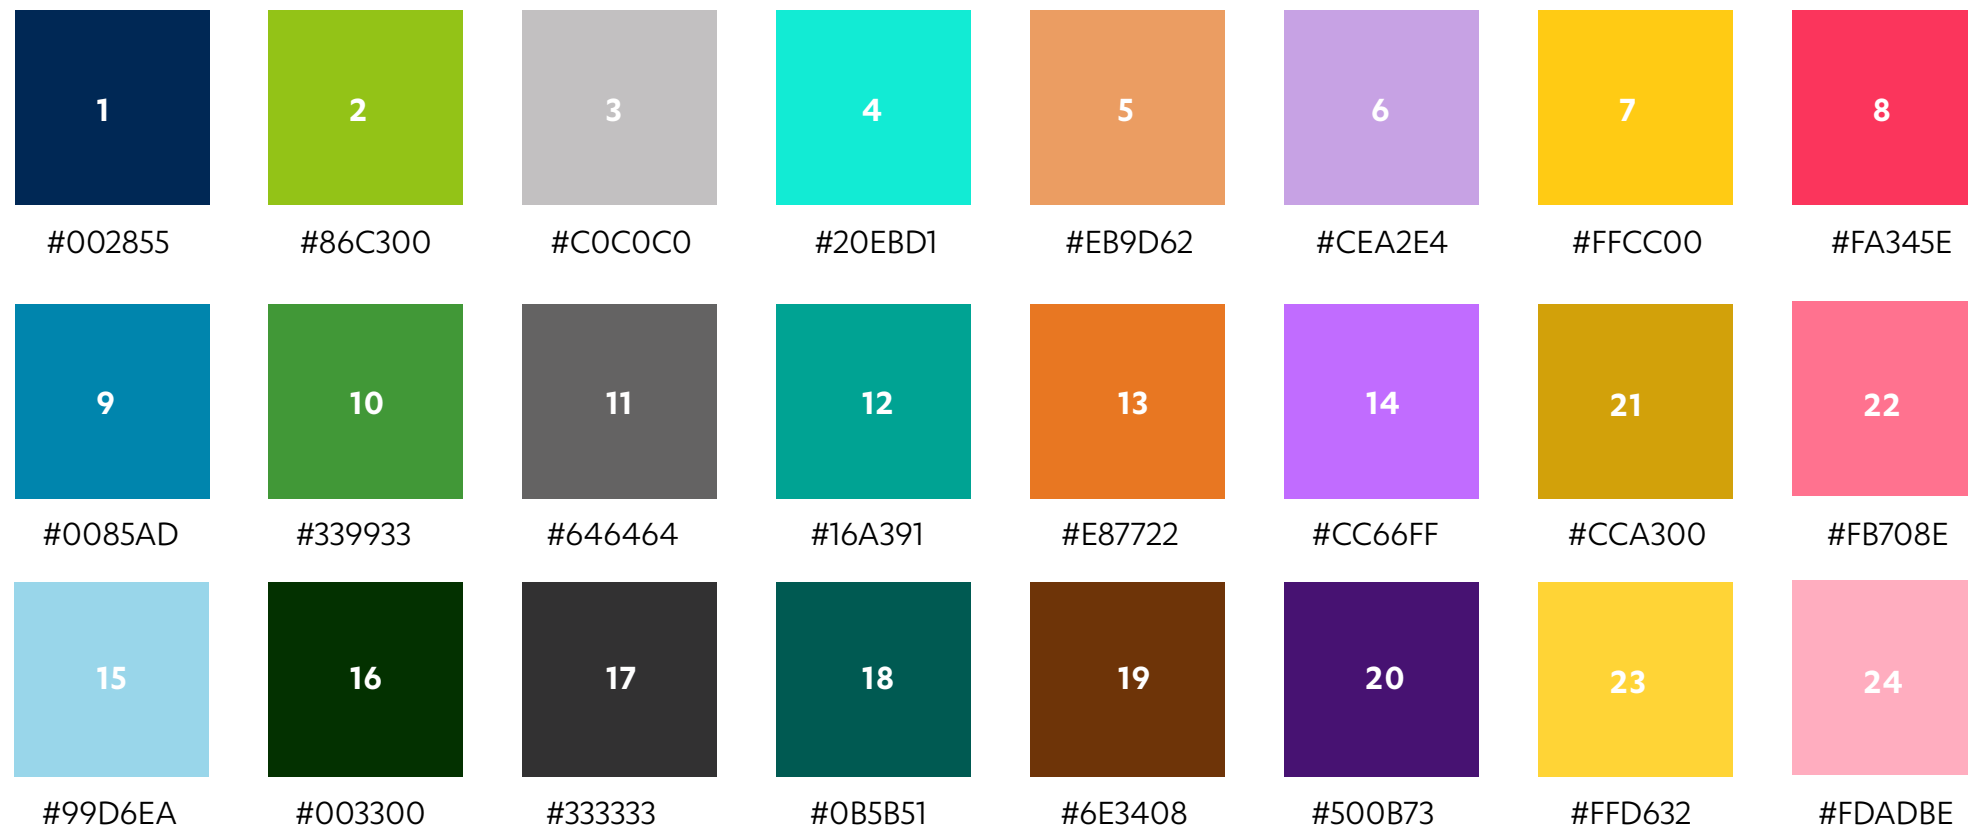 1 2 3 4 5 6 7 8
#002855 #86C300 #C0C0C0 #20EBD1 #EB9D62 #CEA2E4 #FFCC00 #FA345E
9 10 11 12 13 14 21 22
#0085AD #339933 #646464 #16A391 #E87722 #CC66FF #CCA300 #FB708E
15 16 17 18 19 20 23 24
#99D6EA #003300 #333333 #0B5B51 #6E3408 #500B73 #FFD632 #FDADBE